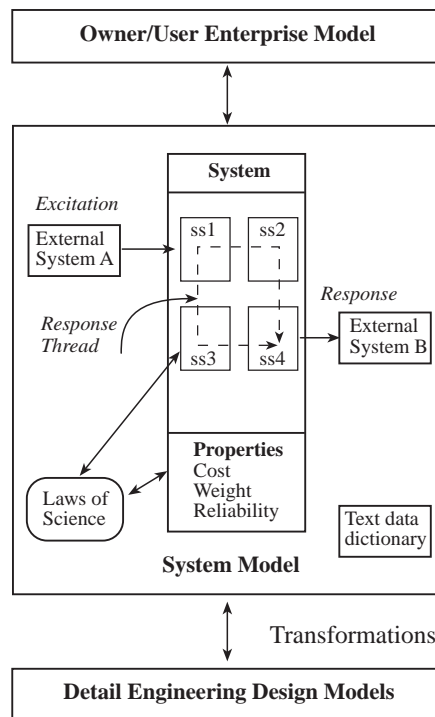 Owner/User Enterprise Model
System
Excitation
External
System A
ss1
ss2
Response
Thread
ss3
ss4
Response
External
System B
Properties
Cost
Weight
Reliability
Laws of
Science
Text data
dictionary
System Model
Transformations
Detail Engineering Design Models